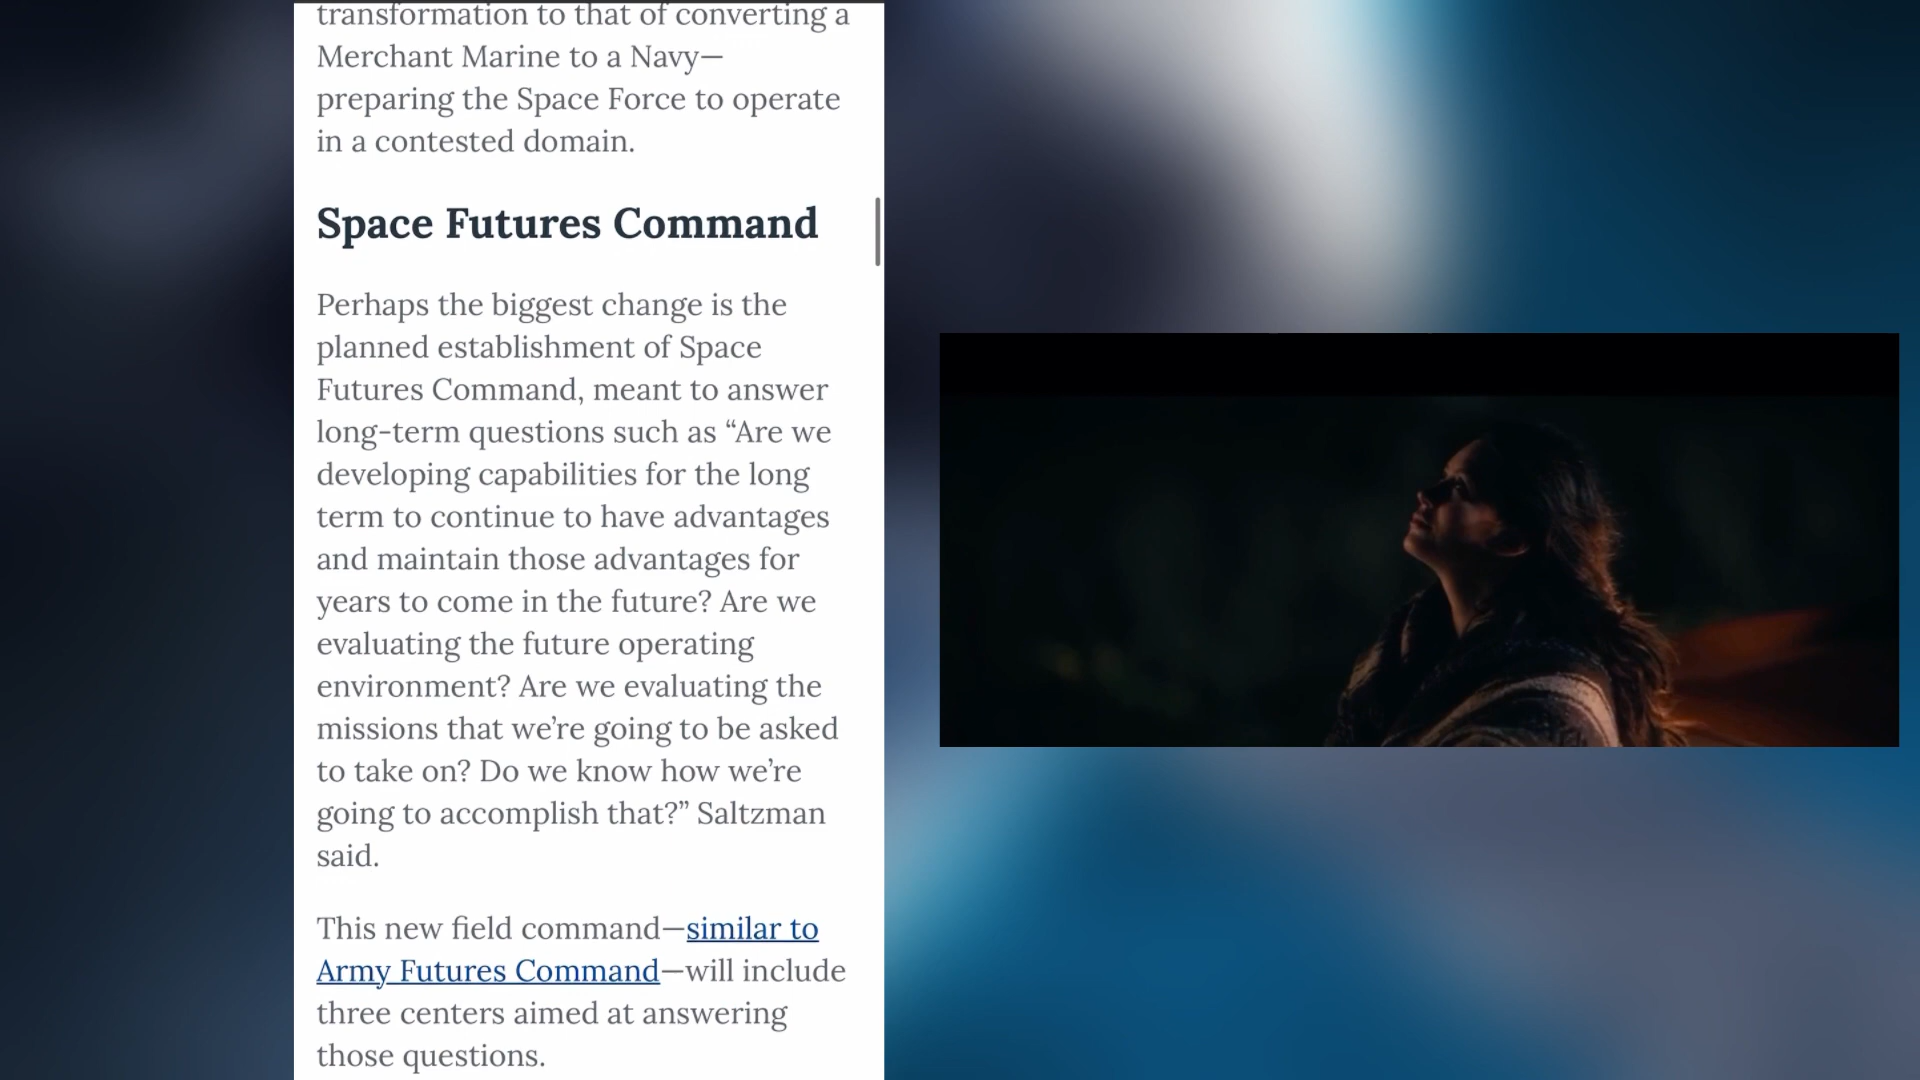 transformation to that of converting a
Merchant Marine to a Navy—
preparing the Space Force to operate
in a contested domain.
Space Futures Command
Perhaps the biggest change is the
planned establishment of Space
Futures Command, meant to answer
long-term questions such as “Are we
developing capabilities for the long
term to continue to have advantages
and maintain those advantages for
years to come in the future? Are we
evaluating the future operating
environment? Are we evaluating the
missions that we’re going to be asked
to take on? Do we know how we’re
going to accomplish that?” Saltzman
said.
This new field command—similar to
Army Futures Command—will include
three centers aimed at answering
those questions.